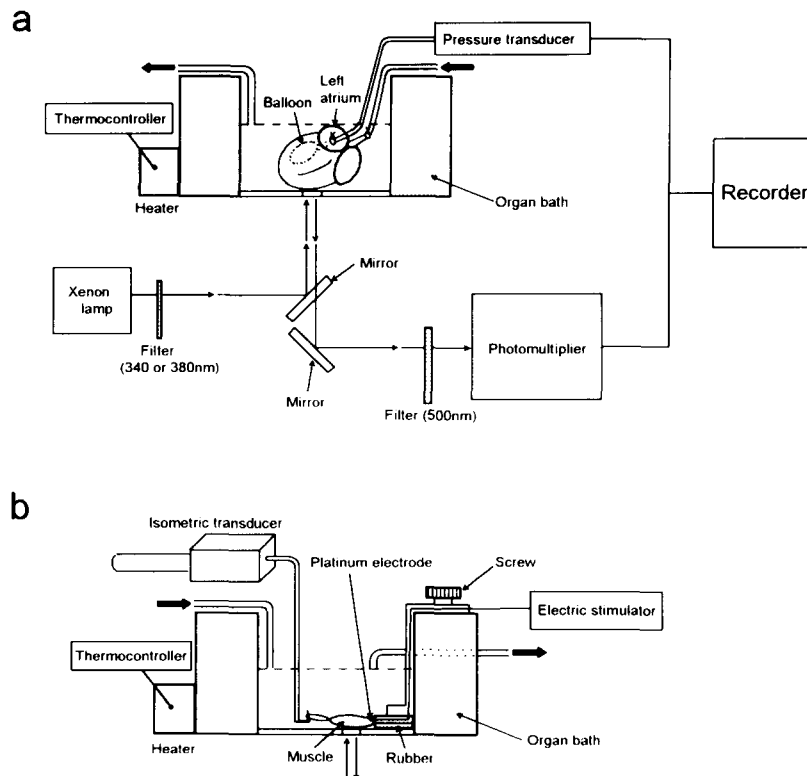 a
Pressure transducer
Left
atrium
Balloon
Thermocontroller
Recorder
Heater
Organ bath
Mirror
Xenon
lamp
Photomultiplier
Filter
(340 or 380nm)
Mirror
Filter (500nm)
b
Isometric transducer
Platinum electrode
Screw
Electric stimulator
Thermocontroller
Organ bath
Heater
Muscle
Rubber